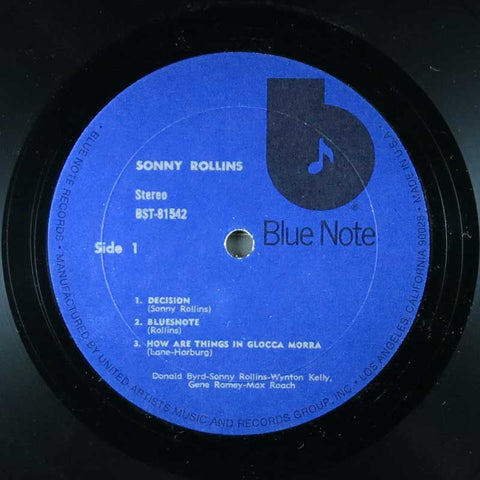 SONNY ROLLINS
Stereo
BST-81542
Side 1
®
Blue Note
1. DECISION
(Sonny Rollins)
2. BLUESNOTE
(Rollins)
3. HOW ARE THINGS IN GLOCCA MORRA
(Lane-Harburg)
Donald Byrd-Sonny Rollins-Wynton Kelly,
Gene Ramey-Max Roach
• BLUE NOTE RECORDS • MANUFACTURED BY UNITED ARTISTS MUSIC AND RECORDS GROUP, INC. • LOS ANGELES, CALIFORNIA 90028 • MADE IN U.S.A.